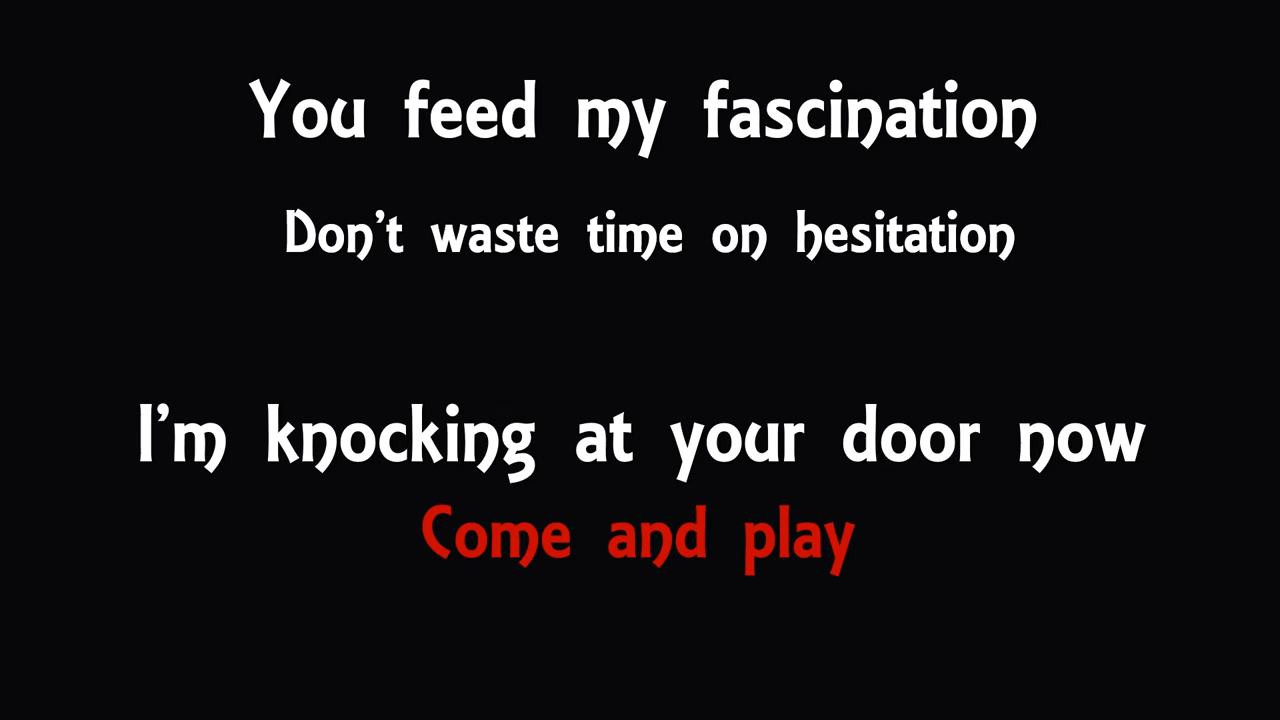 You feed my fascination
Don't waste time on hesitation
I'm knocking at your door now
Come and play